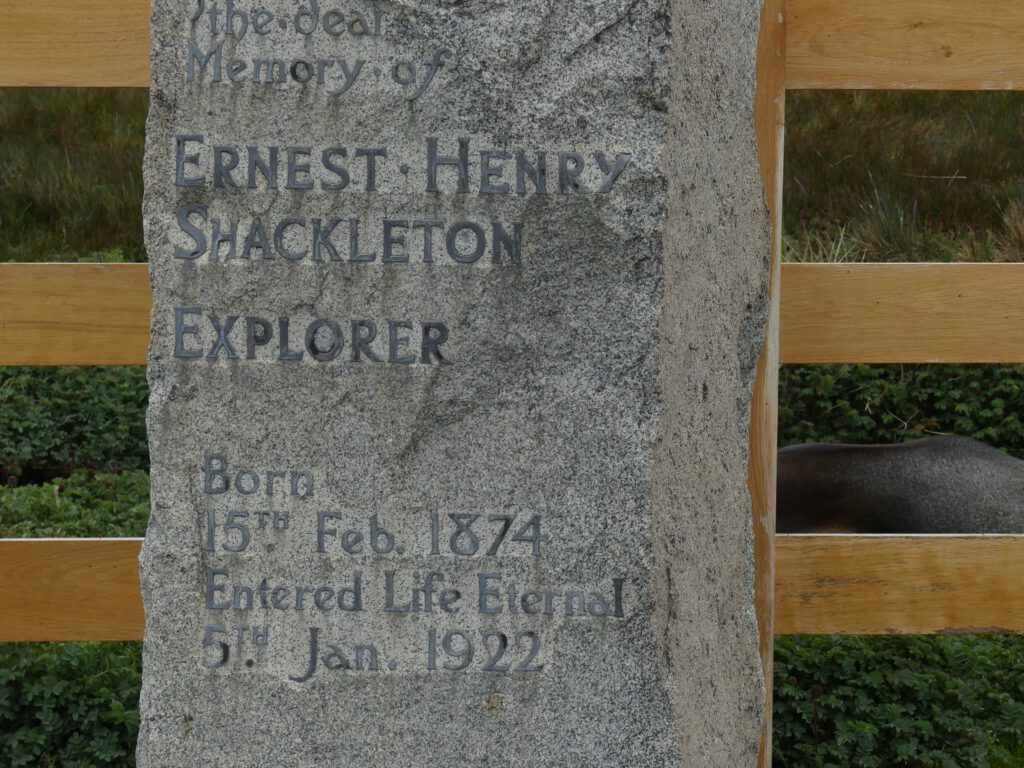 the dear
Memory · of
ERNEST · HENRY
SHACKLETON
EXPLORER
Born
15TH. Feb. 1874
Entered Life Eternal
5TH. Jan. 1922